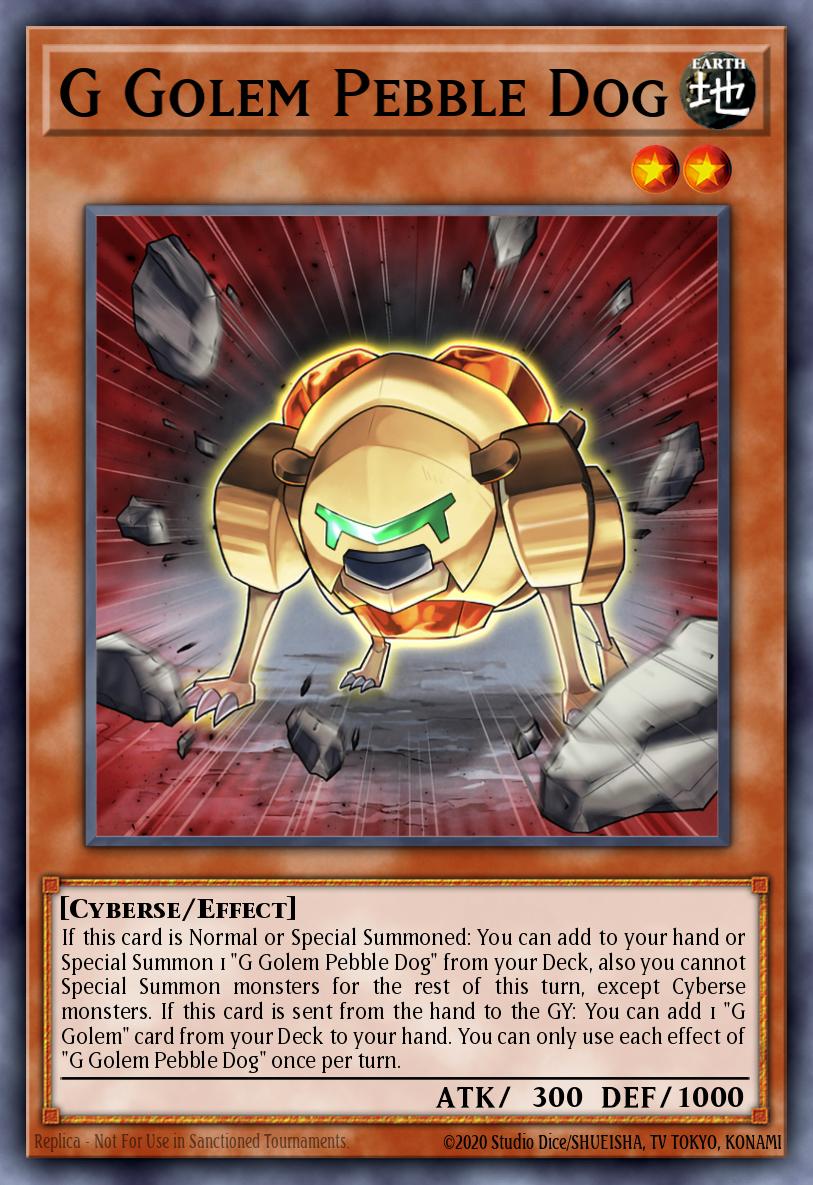 G Golem Pebble Dog
EARTH
地
[Cyberse/Effect]
If this card is Normal or Special Summoned: You can add to your hand or
Special Summon 1 "G Golem Pebble Dog" from your Deck, also you cannot
Special Summon monsters for the rest of this turn, except Cyberse
monsters. If this card is sent from the hand to the GY: You can add 1 "G
Golem" card from your Deck to your hand. You can only use each effect of
"G Golem Pebble Dog" once per turn.
ATK/ 300 DEF/1000
Replica - Not For Use in Sanctioned Tournaments.
©2020 Studio Dice/SHUEISHA, TV TOKYO, KONAMI